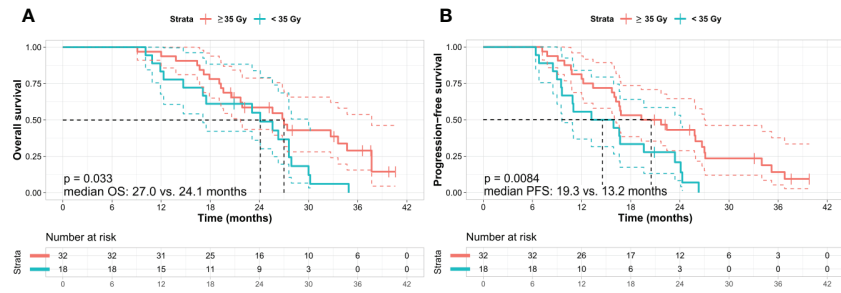 A
Strata ≥ 35 Gy < 35 Gy
Overall survival
1.00
0.75
0.50
0.25
0.00
p = 0.033
median OS: 27.0 vs. 24.1 months
0 6 12 18 24 30 36 42
Time (months)
Number at risk
Strata
32 32 31 25 16 10 6 0
18 18 15 11 9 3 0 0
0 6 12 18 24 30 36 42
B
Strata ≥ 35 Gy < 35 Gy
Progression−free survival
1.00
0.75
0.50
0.25
0.00
p = 0.0084
median PFS: 19.3 vs. 13.2 months
0 6 12 18 24 30 36 42
Time (months)
Number at risk
Strata
32 32 26 17 12 6 3 0
18 18 10 6 3 0 0 0
0 6 12 18 24 30 36 42